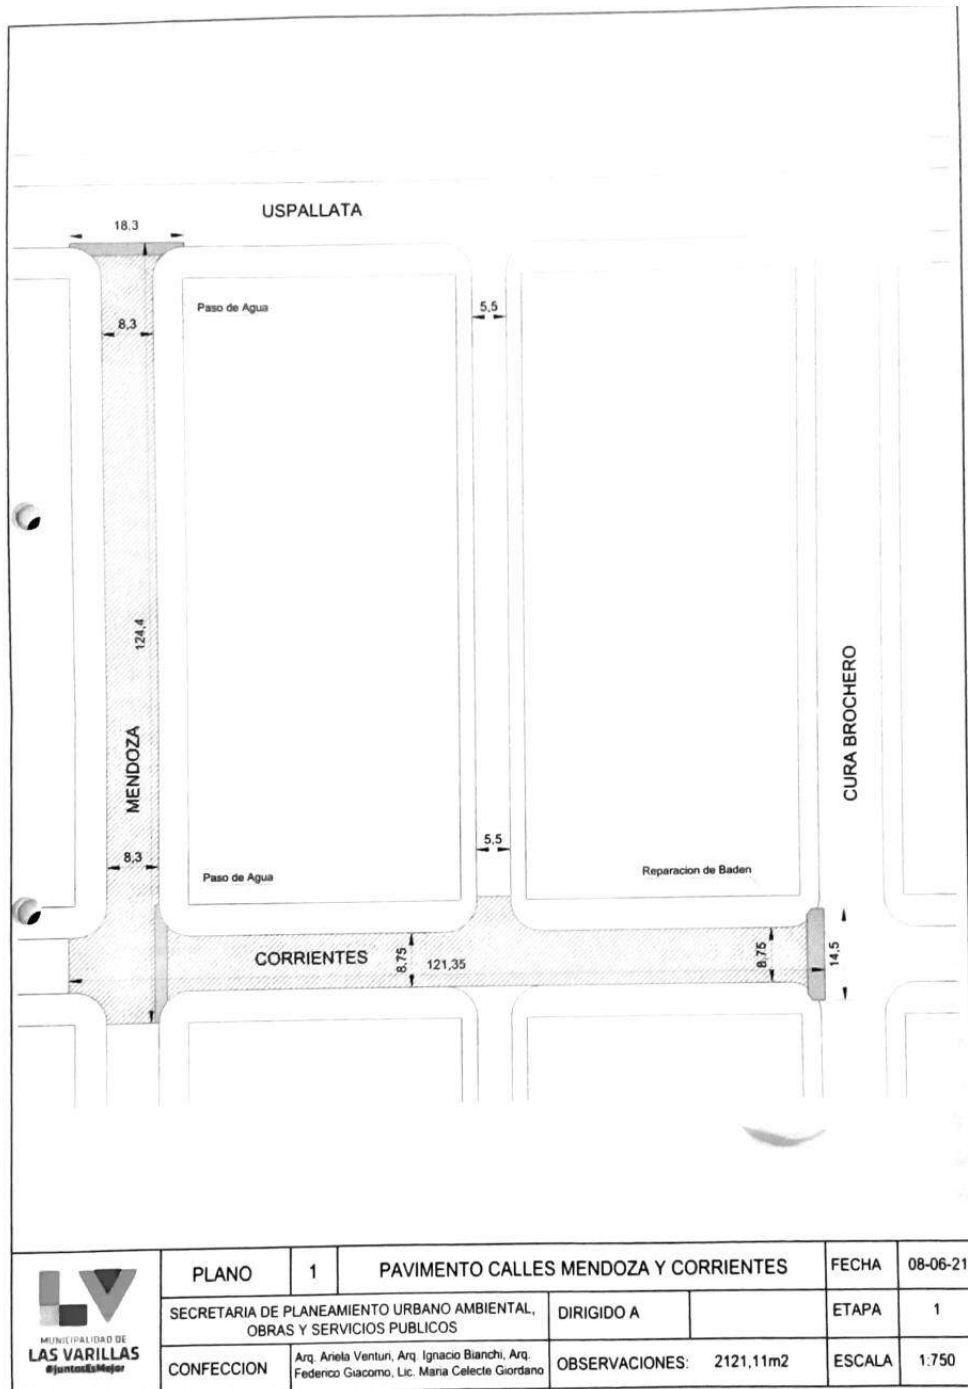 USPALLATA
18.3
Paso de Agua
5,5
8,3
124,4
MENDOZA
CURA BROCHERO
8,3
5,5
Paso de Agua
Reparacion de Baden
CORRIENTES
8,75
121,35
8,75
14,5
PLANO
1
PAVIMENTO CALLES MENDOZA Y CORRIENTES
FECHA
08-06-21
SECRETARIA DE PLANEAMIENTO URBANO AMBIENTAL,
OBRAS Y SERVICIOS PUBLICOS
DIRIGIDO A
ETAPA
1
MUNICIPALIDAD DE
LAS VARILLAS
#JuntosEsMejor
CONFECCION
Arq. Ariela Venturi, Arq. Ignacio Bianchi, Arq.
Federico Giacomo, Lic. Maria Celecte Giordano
OBSERVACIONES:
2121,11m2
ESCALA
1:750